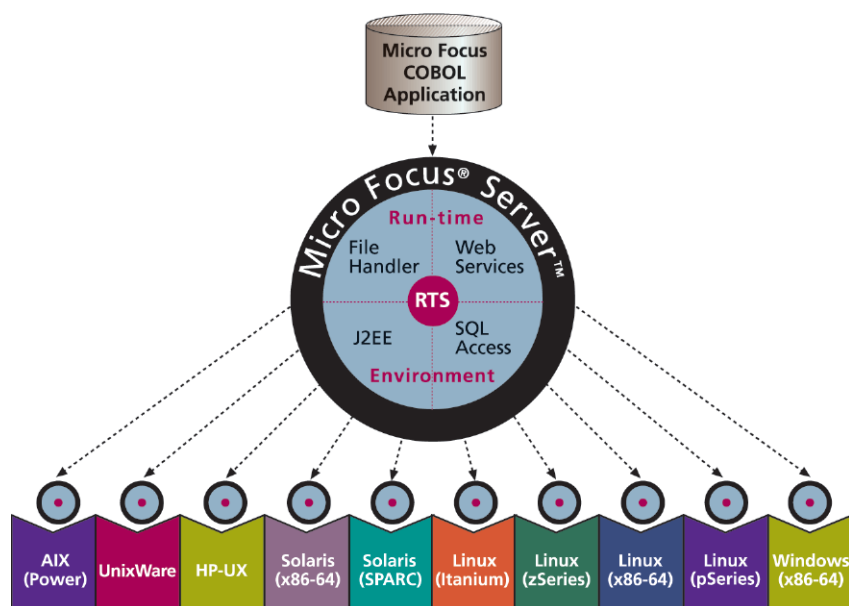 Micro Focus
COBOL
Application
Micro Focus® Server™
Run-time
File
Handler
Web
Services
RTS
J2EE
SQL
Access
Environment
AIX
(Power)
UnixWare
HP-UX
Solaris
(x86-64)
Solaris
(SPARC)
Linux
(Itanium)
Linux
(zSeries)
Linux
(x86-64)
Linux
(pSeries)
Windows
(x86-64)